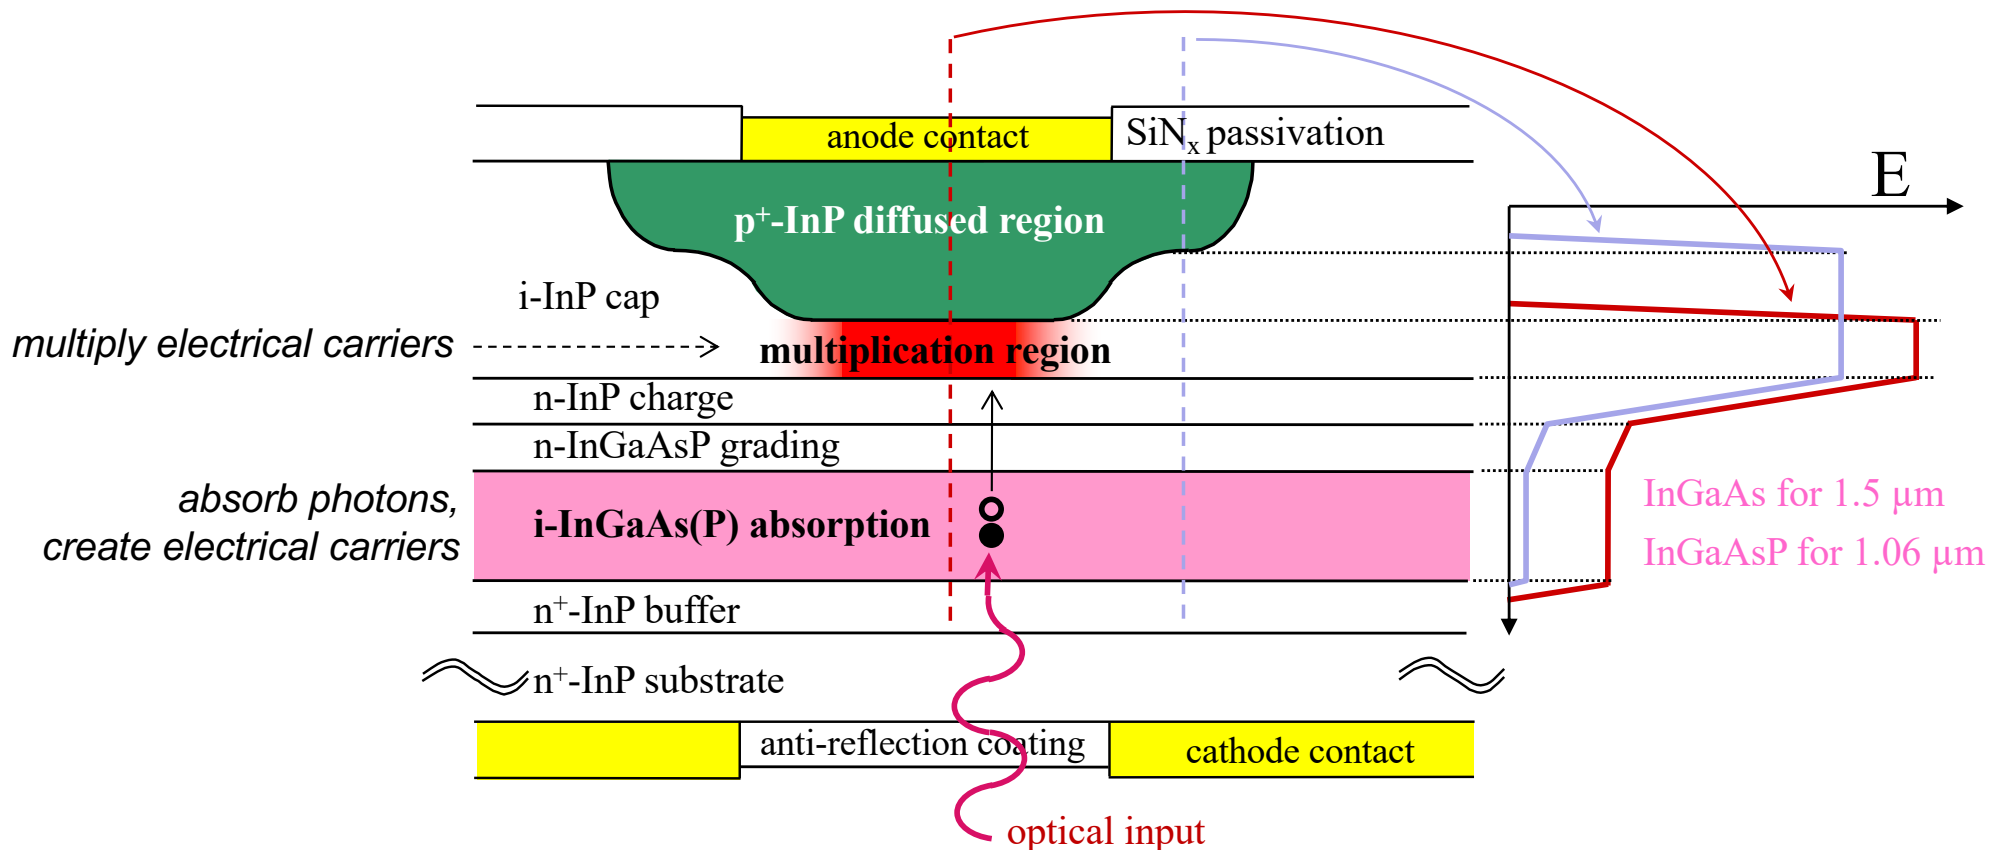 anode contact
SiNx passivation
E
p+-InP diffused region
i-InP cap
multiply electrical carriers
multiplication region
n-InP charge
n-InGaAsP grading
absorb photons,
create electrical carriers
i-InGaAs(P) absorption
InGaAs for 1.5 µm
InGaAsP for 1.06 µm
n+-InP buffer
n+-InP substrate
anti-reflection coating
cathode contact
optical input